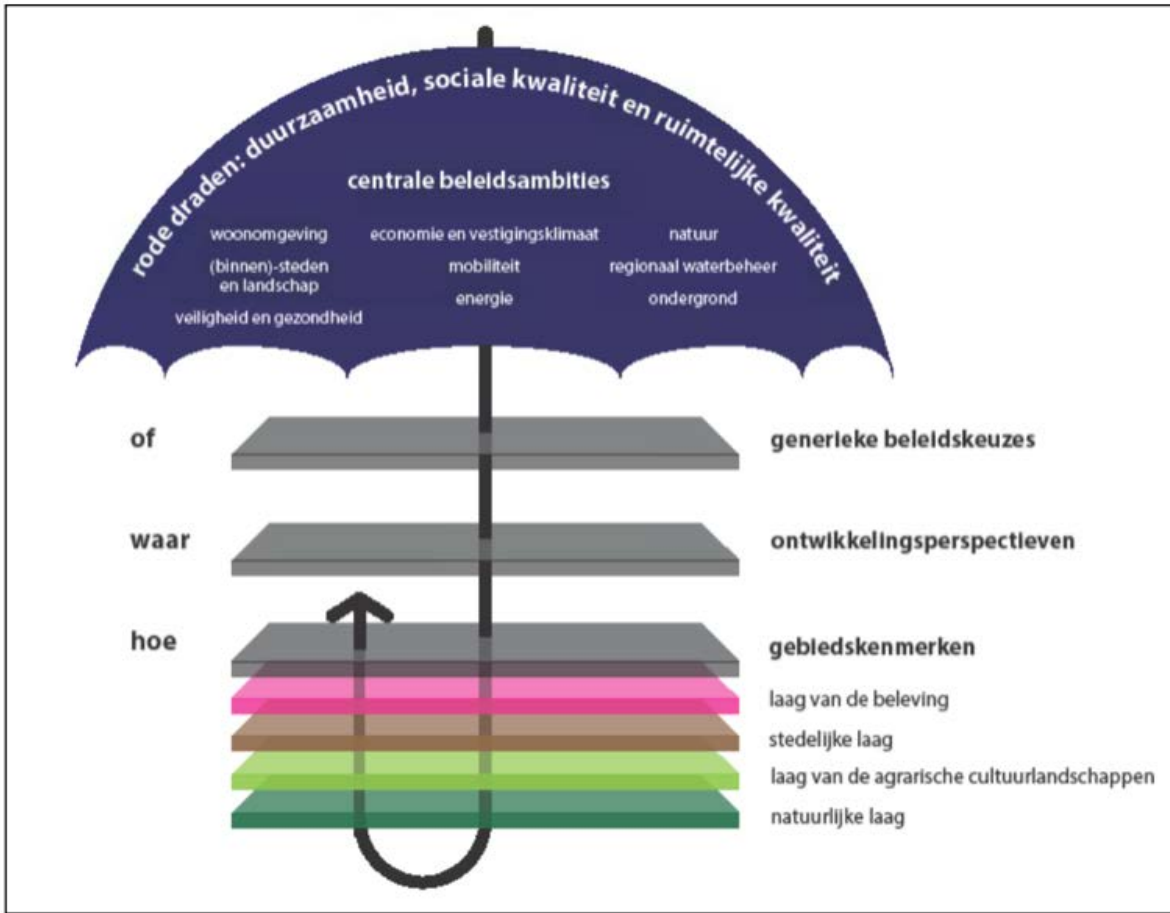 rode draden: duurzaamheid, sociale kwaliteit en ruimtelijke kwaliteit
centrale beleidsambities
woonomgeving
(binnen)-steden
en landschap
veiligheid en gezondheid
economie en vestigingsklimaat
mobiliteit
energie
natuur
regionaal waterbeheer
ondergrond
of
generieke beleidskeuzes
waar
ontwikkelingsperspectieven
hoe
gebiedskenmerken
laag van de beleving
stedelijke laag
laag van de agrarische cultuurlandschappen
natuurlijke laag